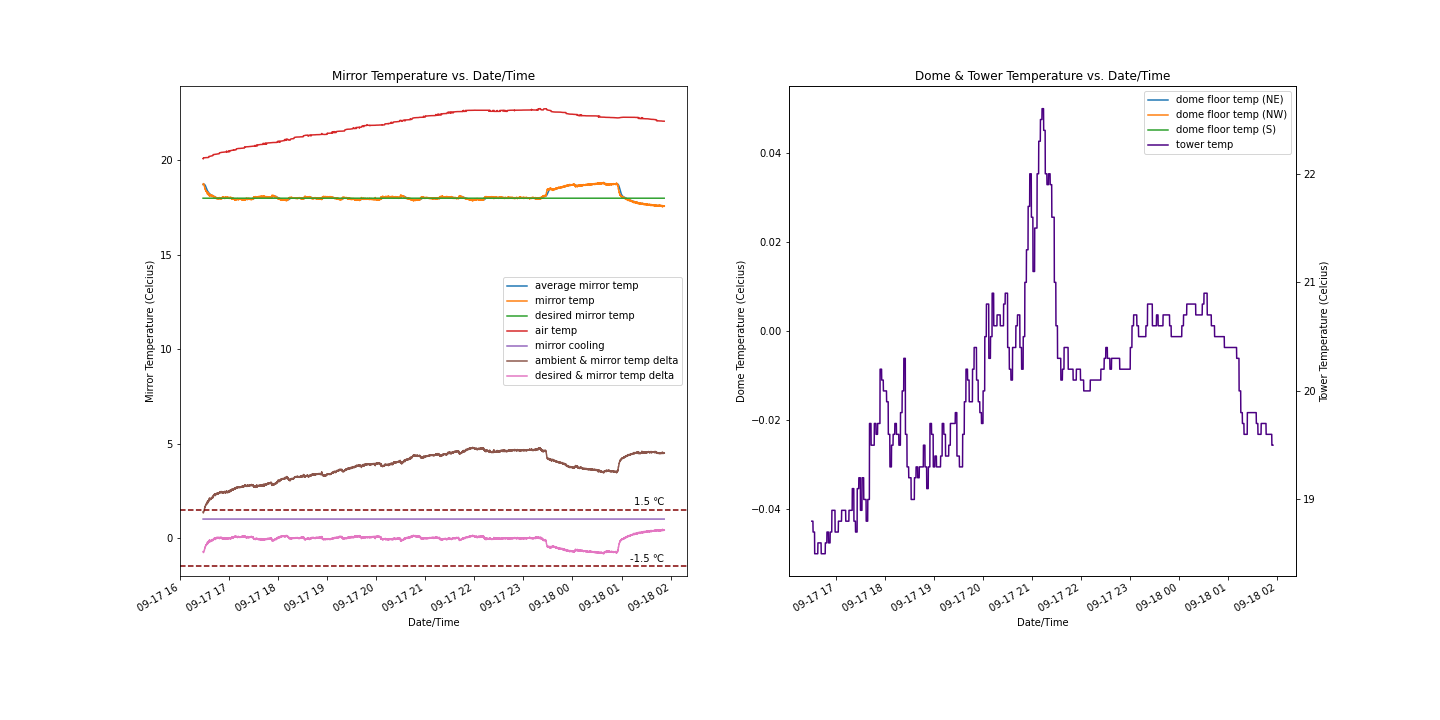 Mirror Temperature vs. Date/Time
Mirror Temperature (Celcius)
20
15
10
5
0
average mirror temp
mirror temp
desired mirror temp
air temp
mirror cooling
ambient & mirror temp delta
desired & mirror temp delta
1.5 °C
-1.5 °C
09-17 16
09-17 17
09-17 18
09-17 19
09-17 20
09-17 21
09-17 22
09-17 23
09-18 00
09-18 01
09-18 02
Date/Time
Dome & Tower Temperature vs. Date/Time
Dome Temperature (Celcius)
0.04
0.02
0.00
−0.02
−0.04
dome floor temp (NE)
dome floor temp (NW)
dome floor temp (S)
tower temp
22
21
20
19
Tower Temperature (Celcius)
09-17 17
09-17 18
09-17 19
09-17 20
09-17 21
09-17 22
09-17 23
09-18 00
09-18 01
09-18 02
Date/Time